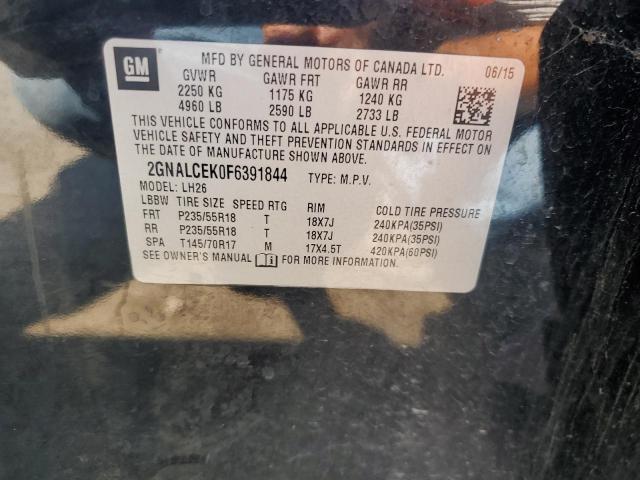 GM
MFD BY GENERAL MOTORS OF CANADA LTD. 06/15
GVWR GAWR FRT GAWR RR
2250 KG 1175 KG 1240 KG
4960 LB 2590 LB 2733 LB
THIS VEHICLE CONFORMS TO ALL APPLICABLE U.S. FEDERAL MOTOR
VEHICLE SAFETY AND THEFT PREVENTION STANDARDS IN EFFECT ON
THE DATE OF MANUFACTURE SHOWN ABOVE.
2GNALCEK0F6391844 TYPE: M.P.V.
MODEL: LH26
LBBW TIRE SIZE SPEED RTG RIM COLD TIRE PRESSURE
FRT P235/55R18 T 18X7J 240KPA(35PSI)
RR P235/55R18 T 18X7J 240KPA(35PSI)
SPA T145/70R17 M 17X4.5T 420KPA(60PSI)
SEE OWNER'S MANUAL FOR MORE INFORMATION.